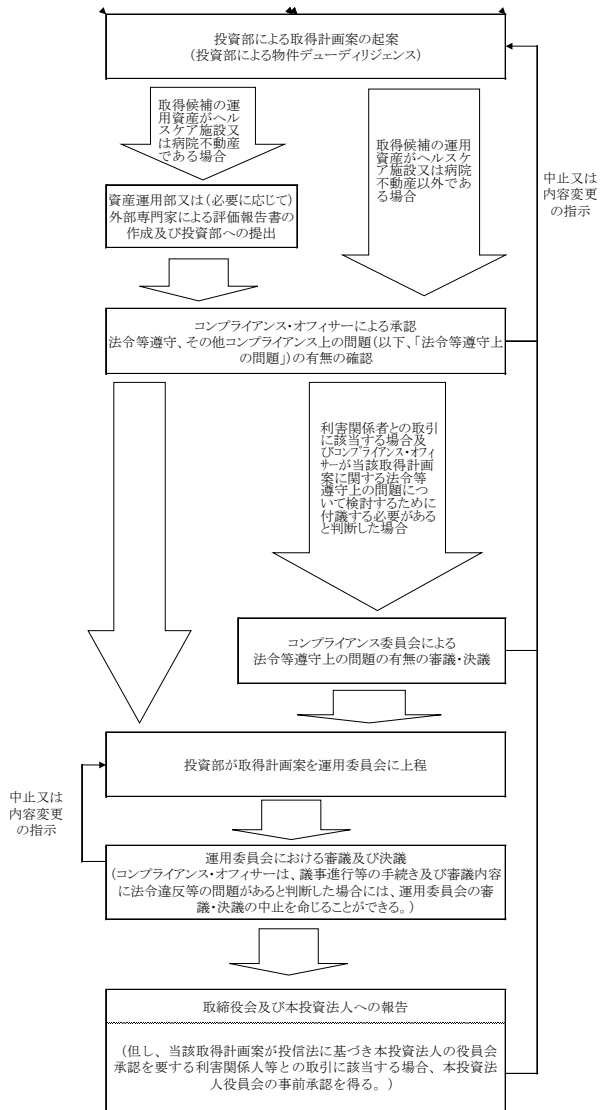 投資部による取得計画案の起案
(投資部による物件デューディリジェンス)
取得候補の運
用資産がヘル
スケア施設又
は病院不動産
である場合
取得候補の運用
資産がヘルスケア
施設又は病院
不動産以外であ
る場合
中止又は
内容変更
の指示
資産運用部又は(必要に応じて)
外部専門家による評価報告書の
作成及び投資部への提出
コンプライアンス・オフィサーによる承認
法令等遵守、その他コンプライアンス上の問題(以下、「法令等遵守上
の問題」)の有無の確認
利害関係者との取引
に該当する場合及
びコンプライアンス・オフィ
サーが当該取得計画
案に関する法令等
遵守上の問題につ
いて検討するために
付議する必要がある
と判断した場合
コンプライアンス委員会による
法令等遵守上の問題の有無の審議・決議
投資部が取得計画案を運用委員会に上程
中止又は
内容変更
の指示
運用委員会における審議及び決議
(コンプライアンス・オフィサーは、議事進行等の手続き及び審議内容
に法令違反等の問題があると判断した場合には、運用委員会の審
議・決議の中止を命じることができる。)
取締役会及び本投資法人への報告
(但し、当該取得計画案が投信法に基づき本投資法人の役員会
承認を要する利害関係人等との取引に該当する場合、本投資法
人役員会の事前承認を得る。)